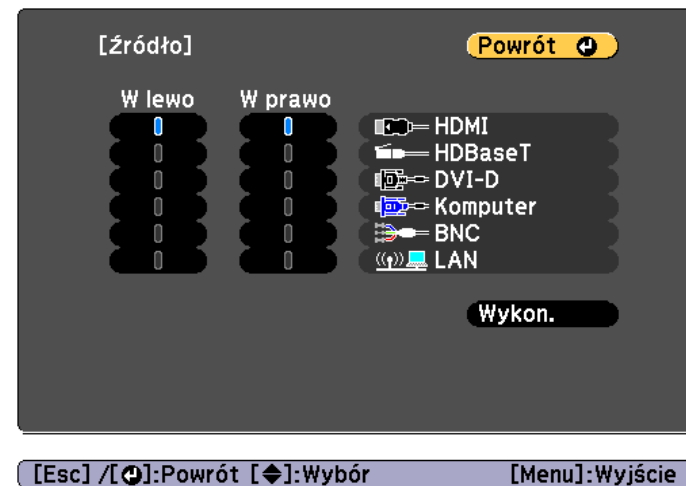 [Źródło]
Powrót
W lewo W prawo
HDMI
HDBaseT
DVI-D
Komputer
BNC
LAN
Wykon.
[Esc] /[ ]:Powrót [ ]:Wybór [Menu]:Wyjście